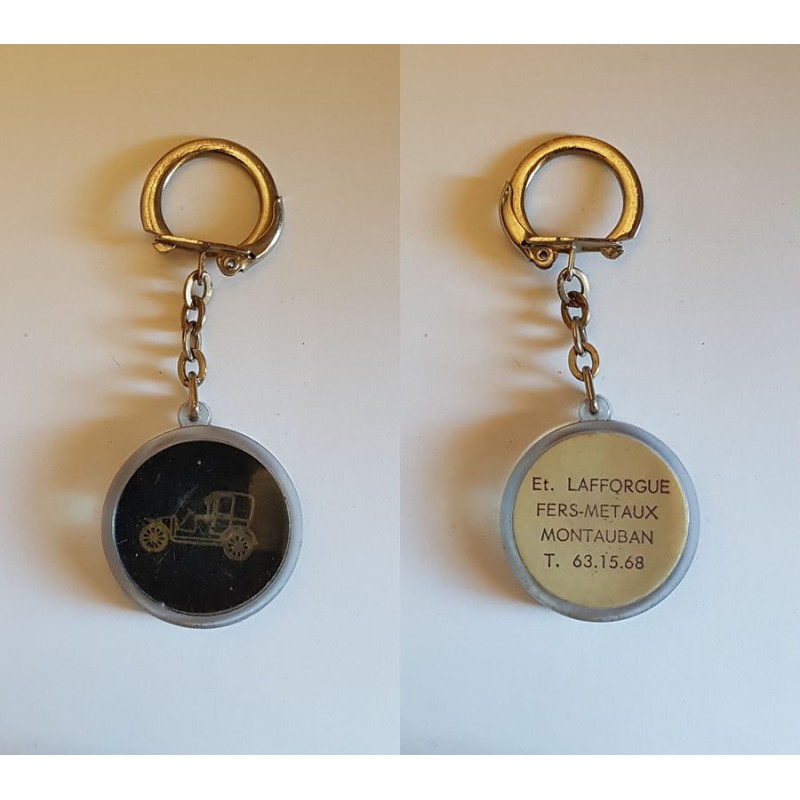 Et. LAFFORGUE
FERS-METAUX
MONTAUBAN
T. 63.15.68